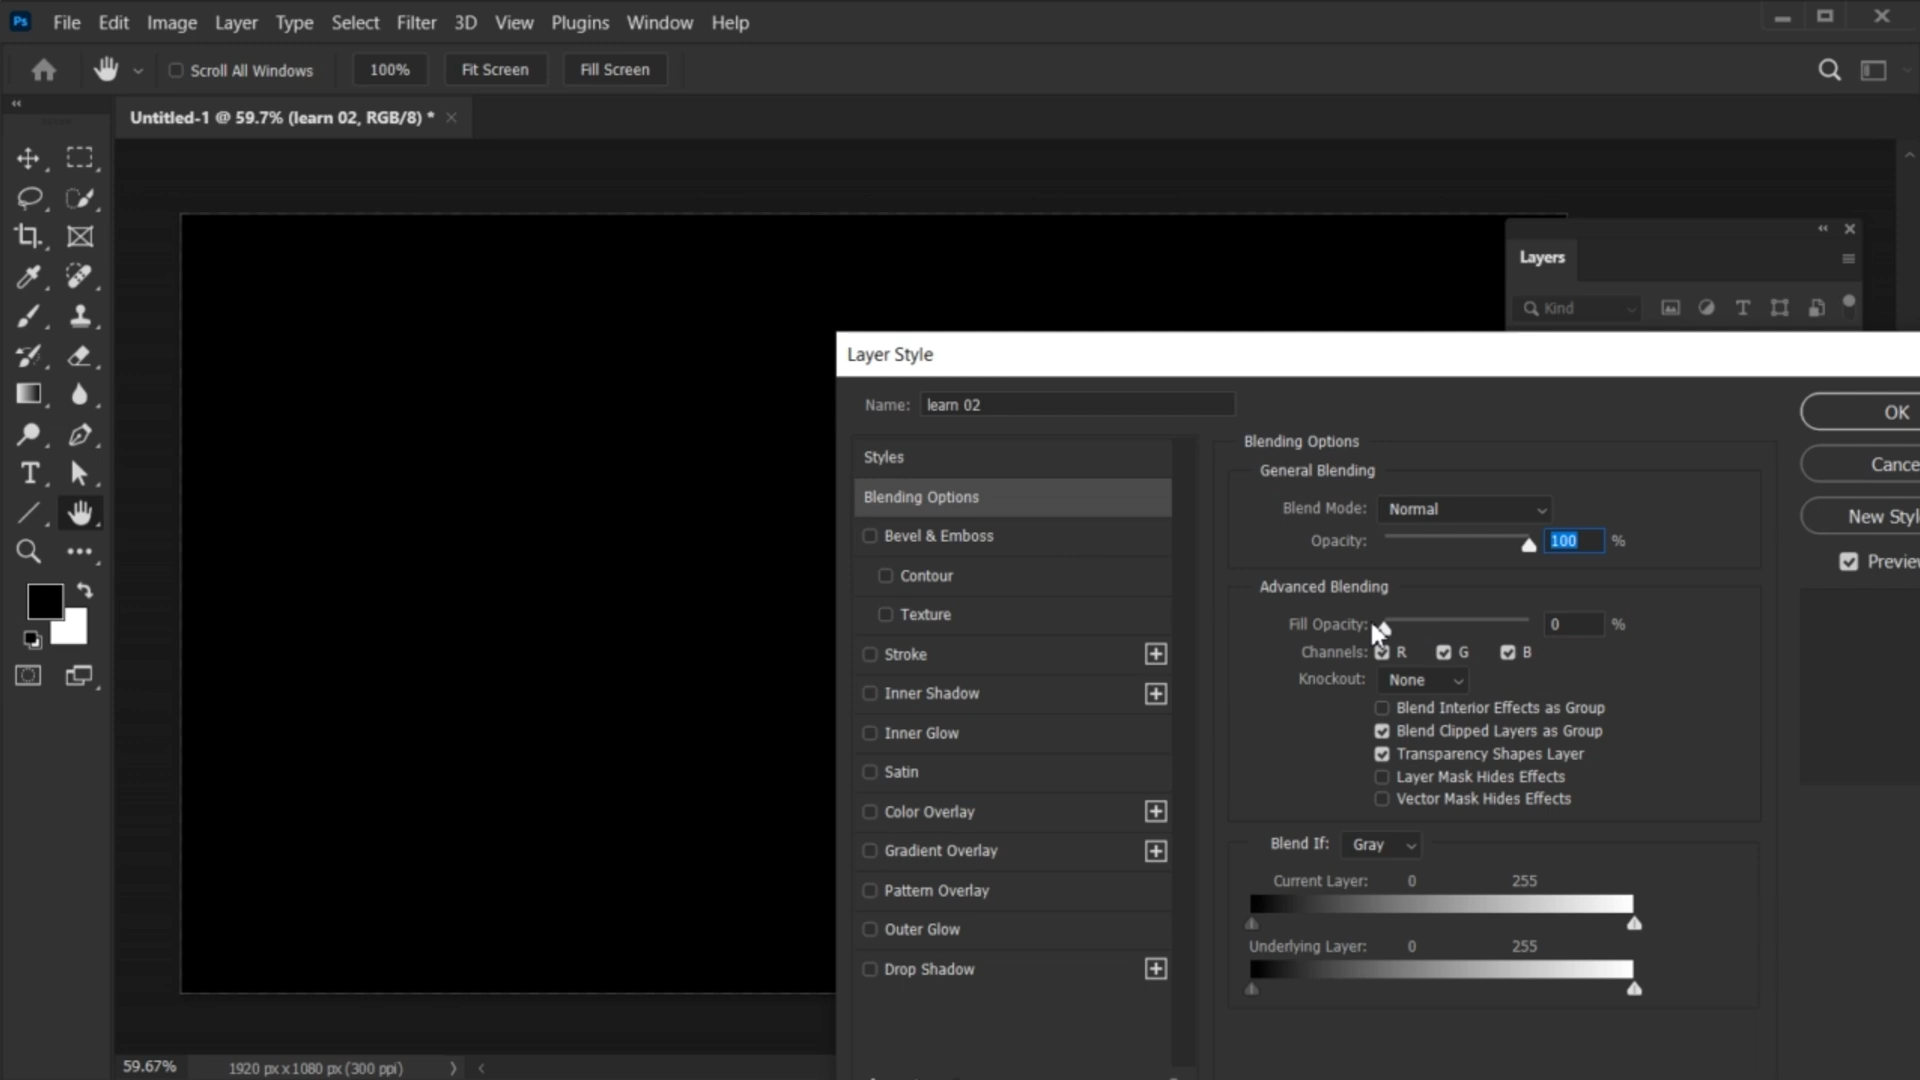 Ps File Edit Image Layer Type Select Filter 3D View Plugins Window Help
Scroll All Windows 100% Fit Screen Fill Screen
Untitled-1 @ 59.7% (learn 02, RGB/8) *
Layers
Kind
Layer Style
Name: learn 02
OK
Cance
New Styl
Preview
Styles
Blending Options
Bevel & Emboss
Contour
Texture
Stroke
Inner Shadow
Inner Glow
Satin
Color Overlay
Gradient Overlay
Pattern Overlay
Outer Glow
Drop Shadow
Blending Options
General Blending
Blend Mode: Normal
Opacity: 100 %
Advanced Blending
Fill Opacity: 0 %
Channels: R G B
Knockout: None
Blend Interior Effects as Group
Blend Clipped Layers as Group
Transparency Shapes Layer
Layer Mask Hides Effects
Vector Mask Hides Effects
Blend If: Gray
Current Layer: 0 255
Underlying Layer: 0 255
59.67% 1920 px x 1080 px (300 ppi)